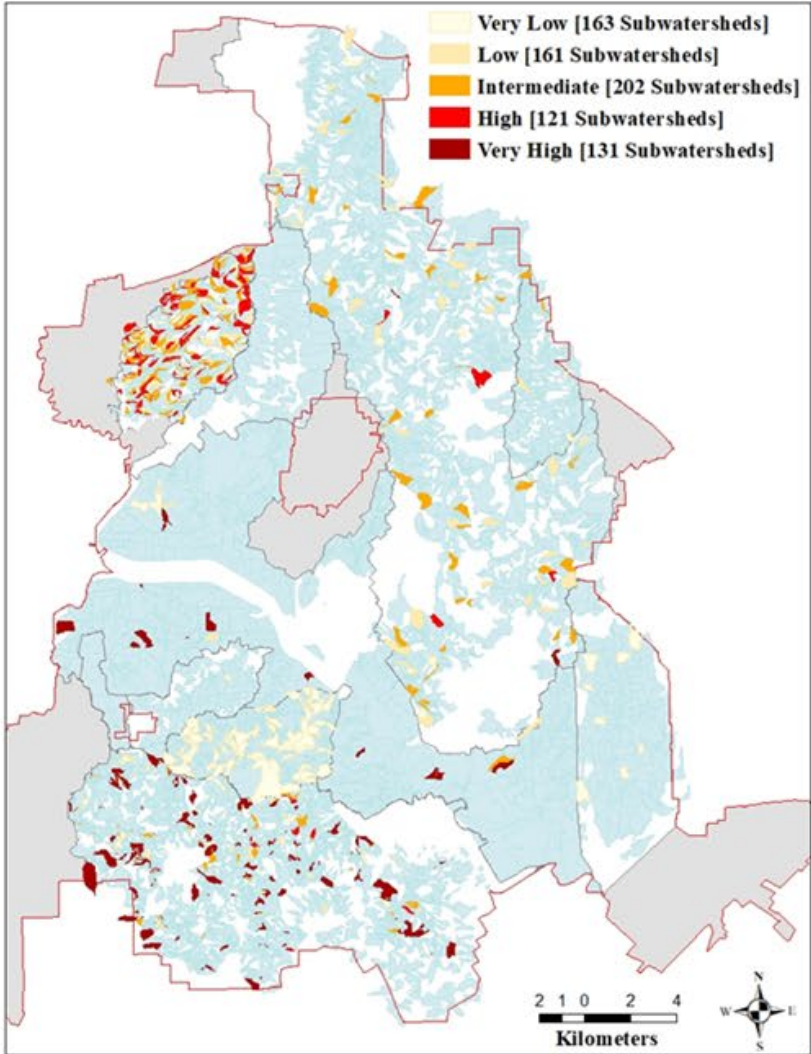 Very Low [163 Subwatersheds]
Low [161 Subwatersheds]
Intermediate [202 Subwatersheds]
High [121 Subwatersheds]
Very High [131 Subwatersheds]
N
W E
S
2 1 0 2 4
Kilometers